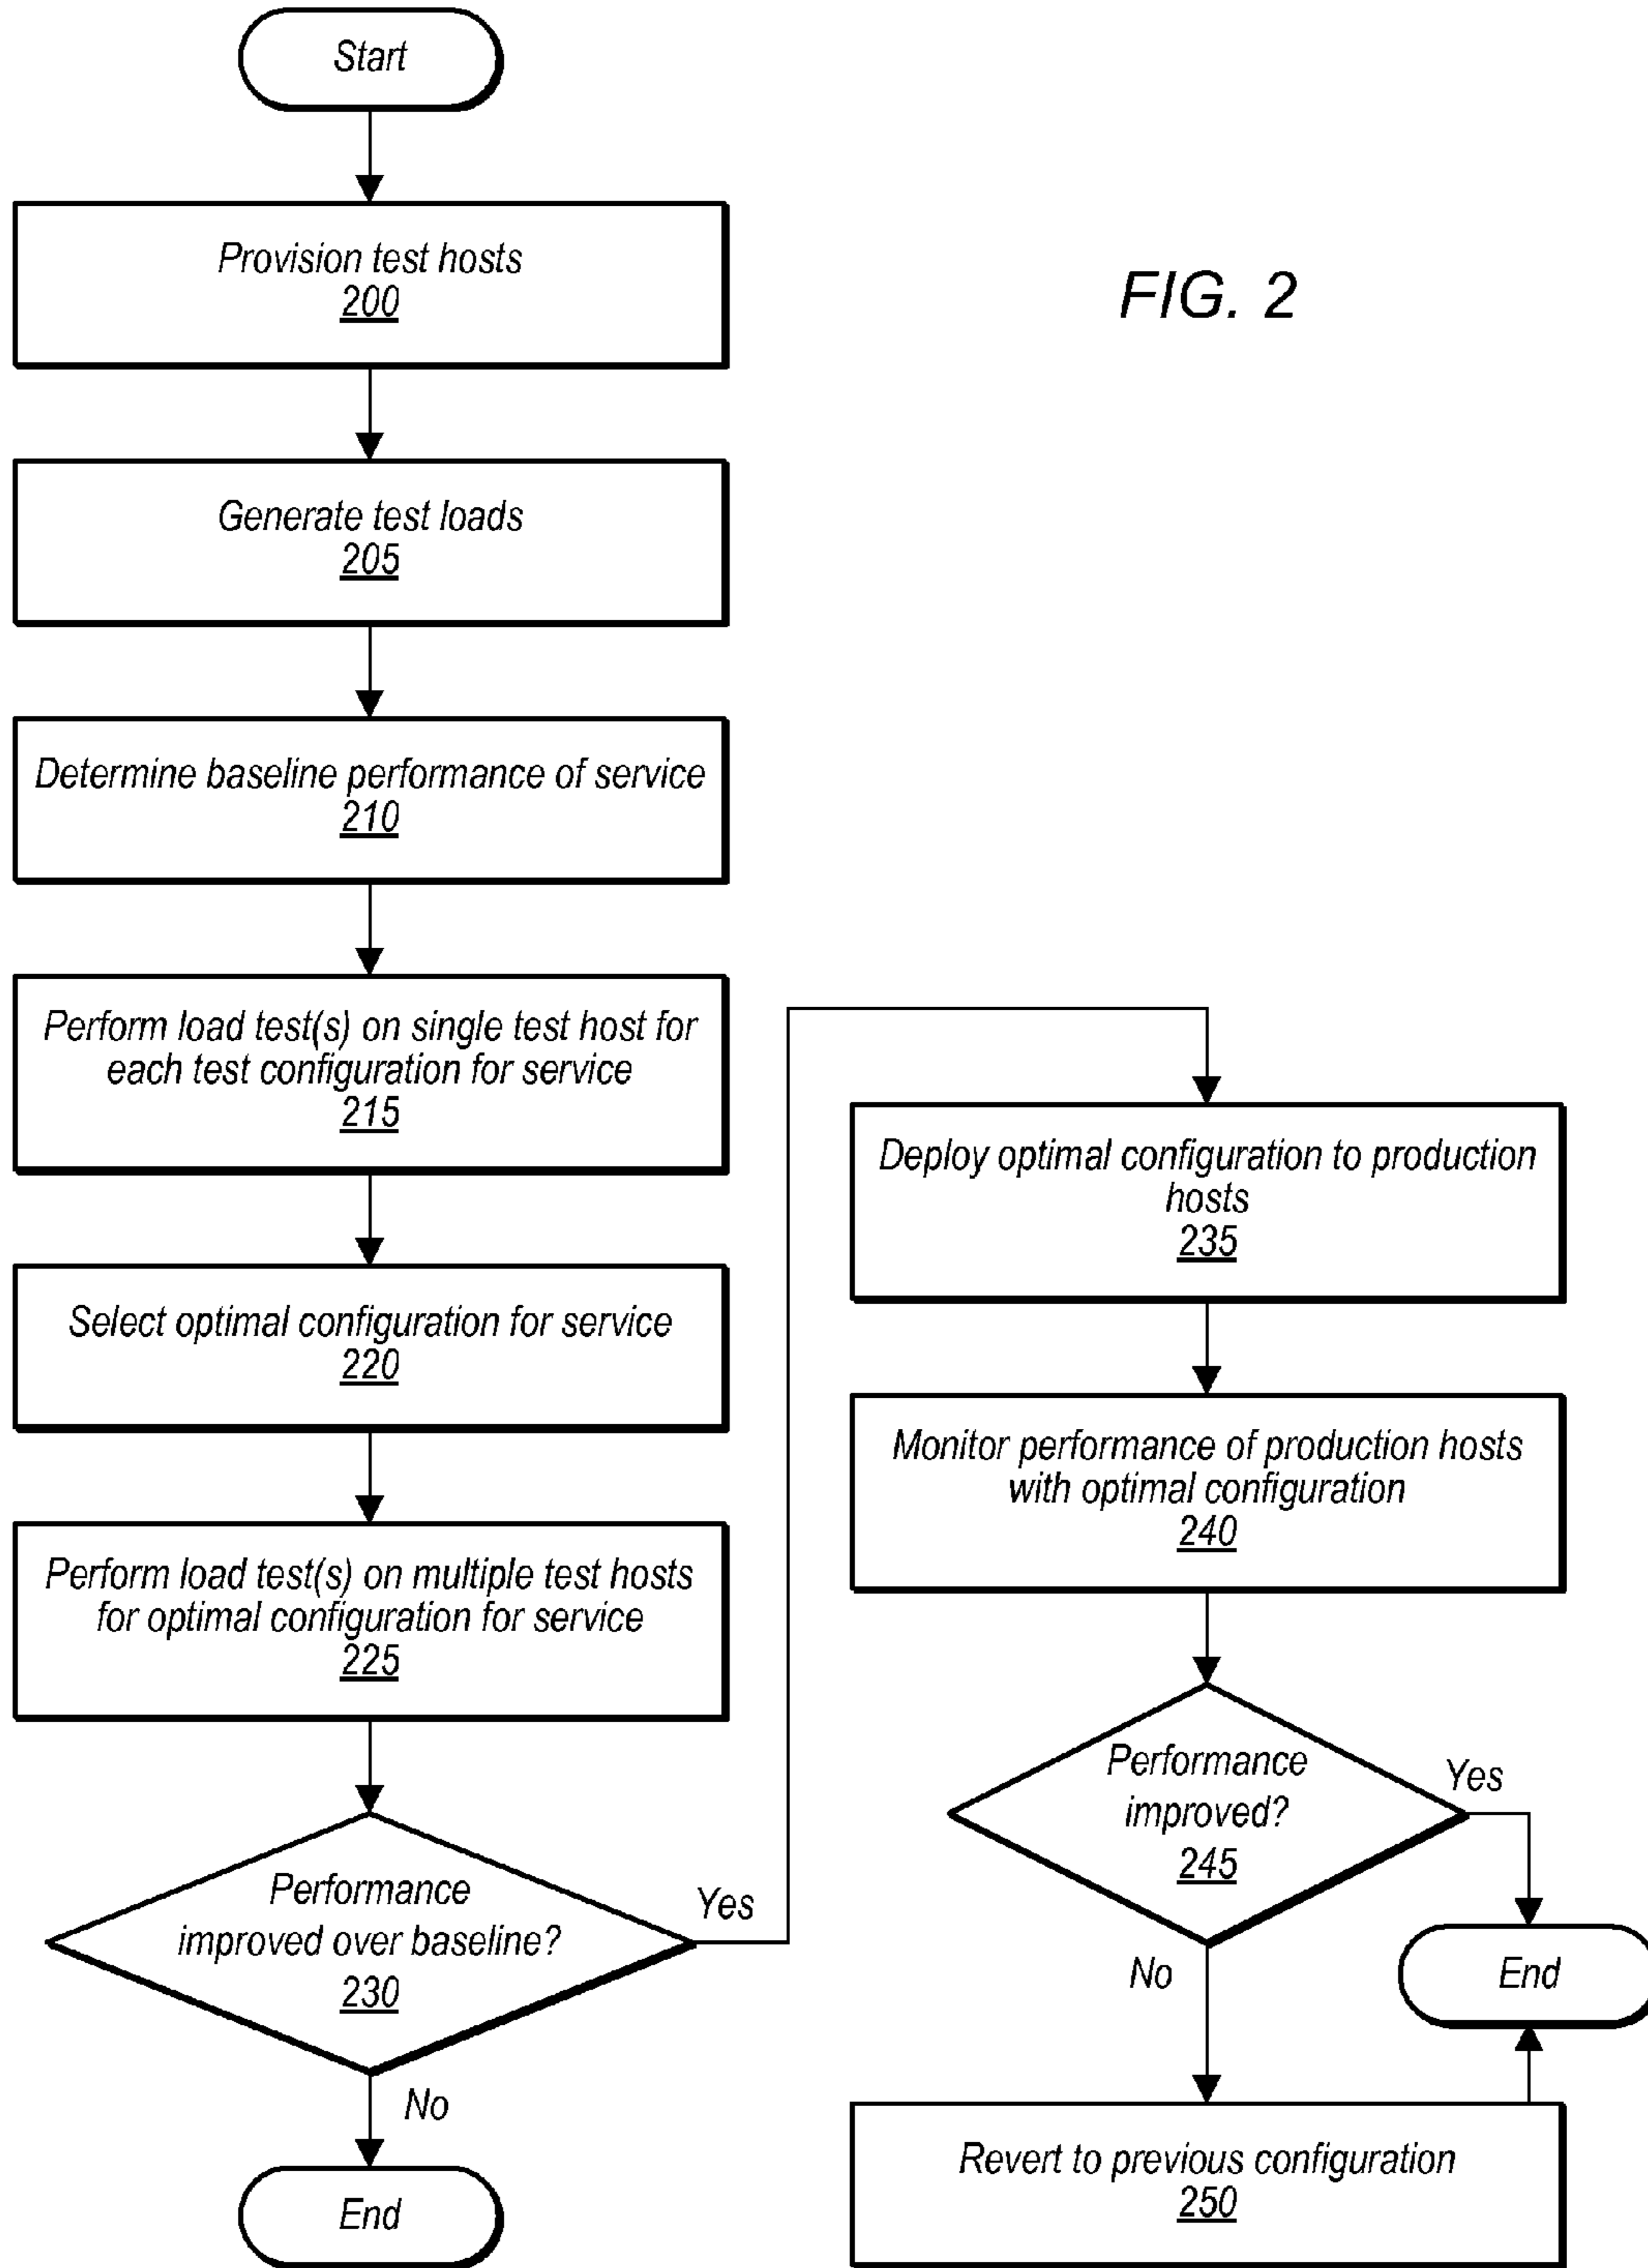 Start
Provision test hosts
200
FIG. 2
Generate test loads
205
Determine baseline performance of service
210
Perform load test(s) on single test host for
each test configuration for service
215
Select optimal configuration for service
220
Perform load test(s) on multiple test hosts
for optimal configuration for service
225
Performance
improved over baseline?
230
Yes
No
End
Deploy optimal configuration to production
hosts
235
Monitor performance of production hosts
with optimal configuration
240
Performance
improved?
245
Yes
No
End
Revert to previous configuration
250